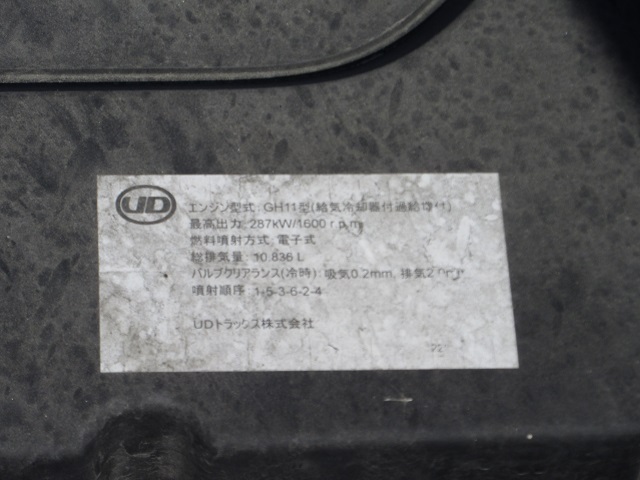 UD
エンジン型式: GH11型(給気冷却器付過給機付)
最高出力: 287kW/1600rpm
燃料噴射方式: 電子式
総排気量: 10.836 L
バルブクリアランス(冷時): 吸気0.2mm, 排気
噴射順序: 1-5-3-6-2-4
UDトラックス株式会社